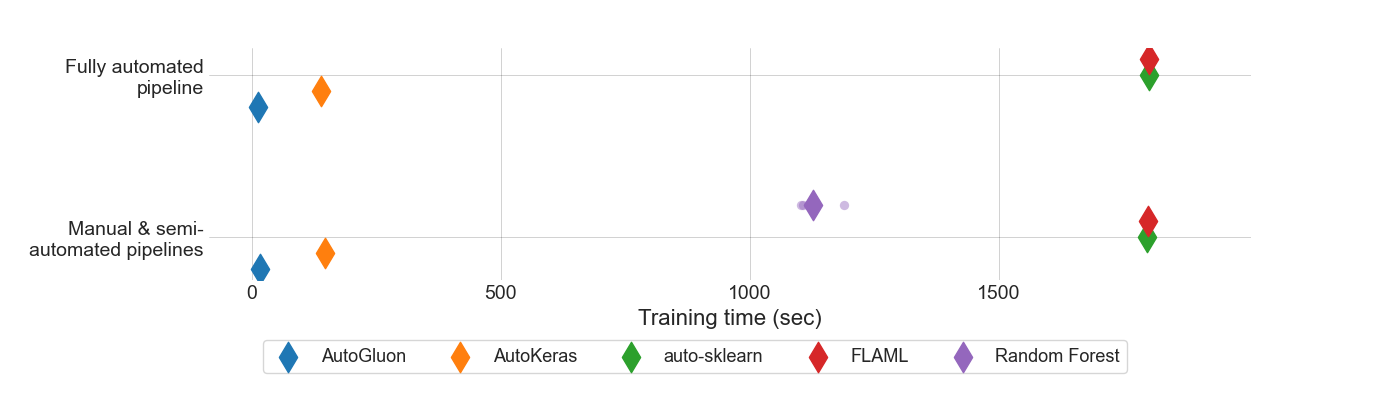 Fully automated
pipeline
Manual & semi-
automated pipelines
0 500 1000 1500
Training time (sec)
AutoGluon AutoKeras auto-sklearn FLAML Random Forest